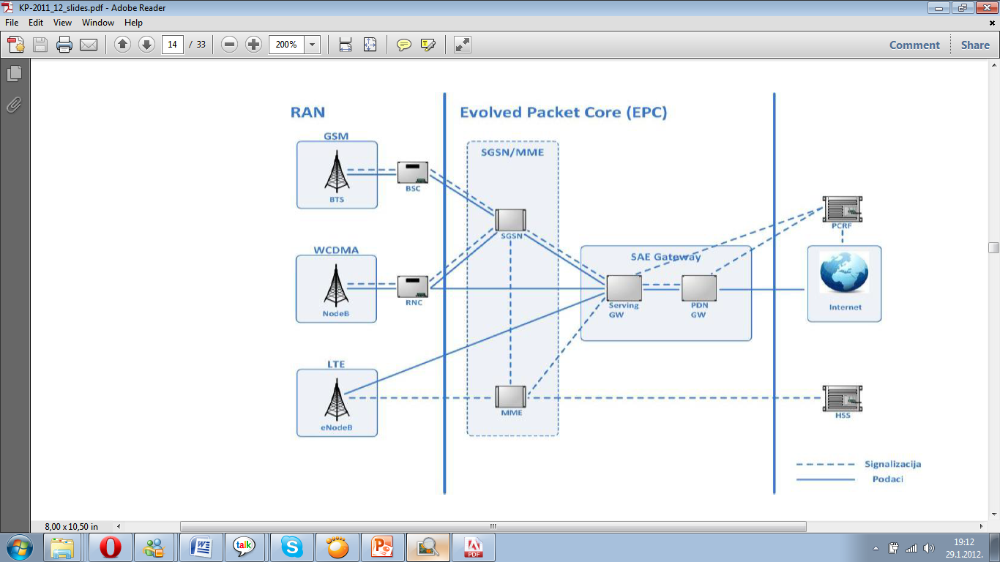 KP-2011_12_slides.pdf - Adobe Reader
File Edit View Window Help
14 / 33 200% Comment Share
RAN
Evolved Packet Core (EPC)
GSM
BTS
BSC
SGSN/MME
SGSN
WCDMA
NodeB
RNC
SAE Gateway
Serving
GW
PDN
GW
PCRF
Internet
LTE
eNodeB
MME
HSS
Signalizacija
Podaci
8,00 x 10,50 in
talk
PDF
19:12
29.1.2012.